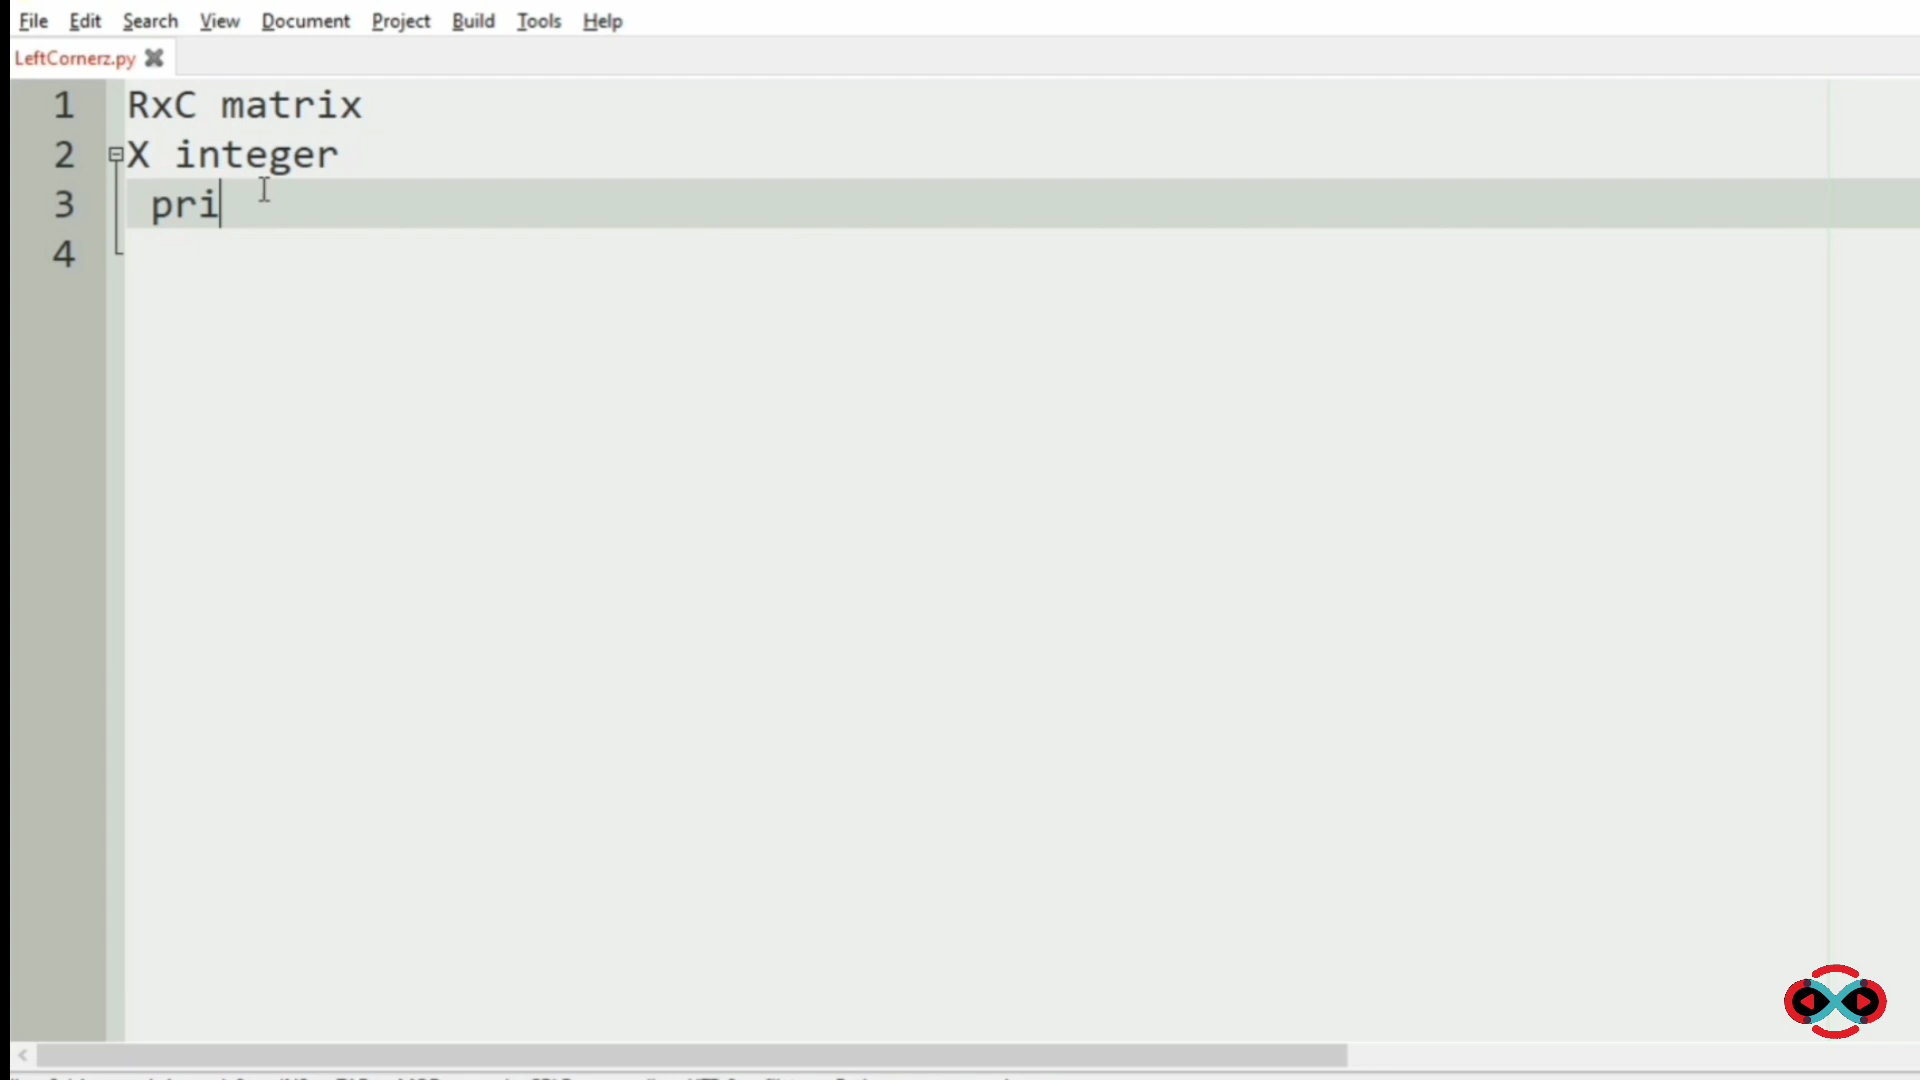 File Edit Search View Document Project Build Tools Help
LeftCornerz.py
1 RxC matrix
2 X integer
3 pri
4